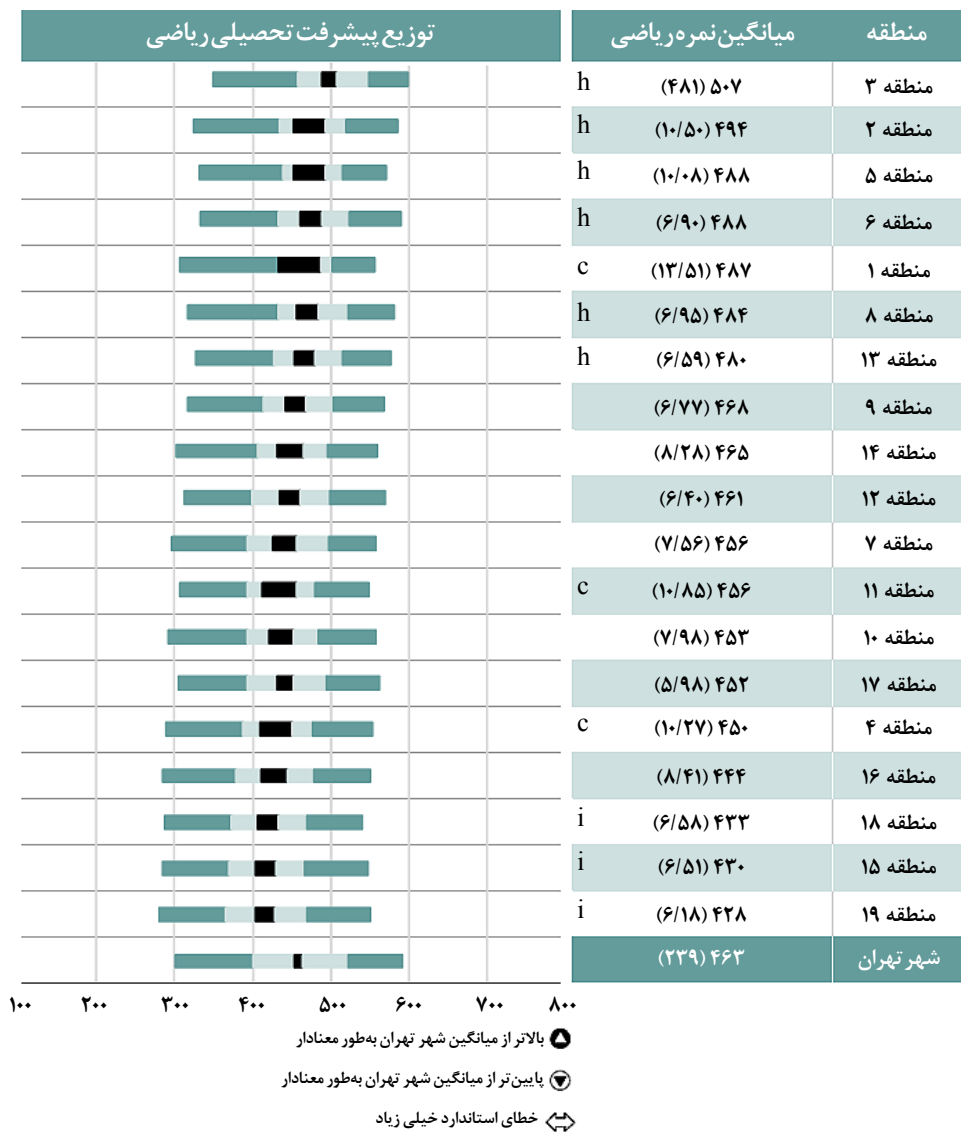 منطقه میانگین نمره ریاضی توزیع پیشرفت تحصیلی ریاضی
منطقه ۳ ۵۰۷ (۴۸۱) h
منطقه ۲ ۴۹۴ (۱۰/۵۰) h
منطقه ۵ ۴۸۸ (۱۰/۰۸) h
منطقه ۶ ۴۸۸ (۶/۹۰) h
منطقه ۱ ۴۸۷ (۱۳/۵۱) c
منطقه ۸ ۴۸۴ (۶/۹۵) h
منطقه ۱۳ ۴۸۰ (۶/۵۹) h
منطقه ۹ ۴۶۸ (۶/۷۷)
منطقه ۱۴ ۴۶۵ (۸/۲۸)
منطقه ۱۲ ۴۶۱ (۶/۴۰)
منطقه ۷ ۴۵۶ (۷/۵۶)
منطقه ۱۱ ۴۵۶ (۱۰/۸۵) c
منطقه ۱۰ ۴۵۳ (۷/۹۸)
منطقه ۱۷ ۴۵۲ (۵/۹۸)
منطقه ۴ ۴۵۰ (۱۰/۲۷) c
منطقه ۱۶ ۴۴۴ (۸/۴۱)
منطقه ۱۸ ۴۳۳ (۶/۵۸) i
منطقه ۱۵ ۴۳۰ (۶/۵۱) i
منطقه ۱۹ ۴۲۸ (۶/۱۸) i
شهر تهران ۴۶۳ (۲۳۹)
۱۰۰ ۲۰۰ ۳۰۰ ۴۰۰ ۵۰۰ ۶۰۰ ۷۰۰ ۸۰۰
بالاتر از میانگین شهر تهران به‌طور معنادار
پایین‌تر از میانگین شهر تهران به‌طور معنادار
خطای استاندارد خیلی زیاد